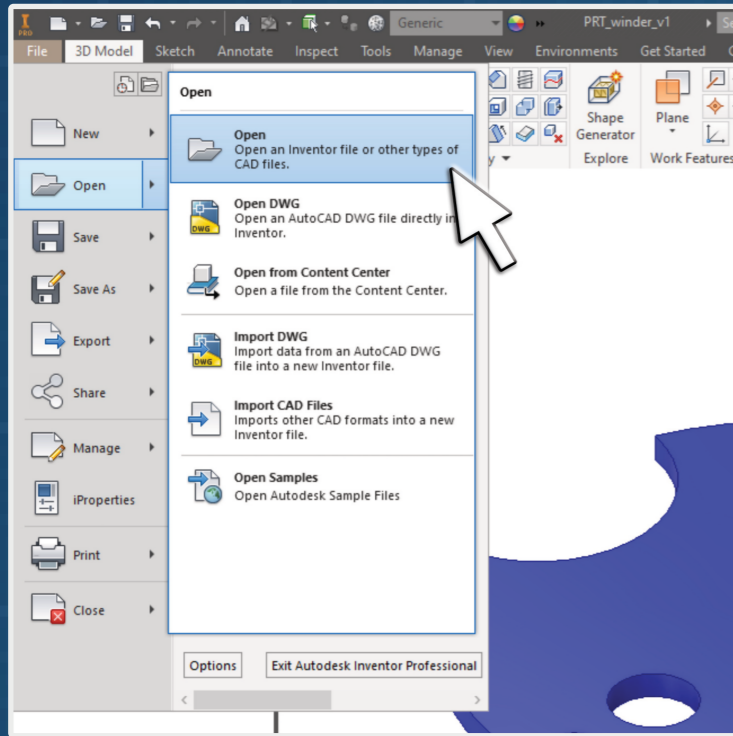 PRO
Generic
PRT_winder_v1
File
3D Model
Sketch
Annotate
Inspect
Tools
Manage
View
Environments
Get Started
Open
New
Open
Open an Inventor file or other types of
CAD files.
Shape
Generator
Plane
Explore
Work Features
Open
Open DWG
Open an AutoCAD DWG file directly in
Inventor.
DWG
Save
Open from Content Center
Open a file from the Content Center.
Save As
Import DWG
Import data from an AutoCAD DWG
file into a new Inventor file.
DWG
Export
Share
Import CAD Files
Imports other CAD formats into a new
Inventor file.
Manage
Open Samples
Open Autodesk Sample Files
iProperties
Print
Close
Options
Exit Autodesk Inventor Professional